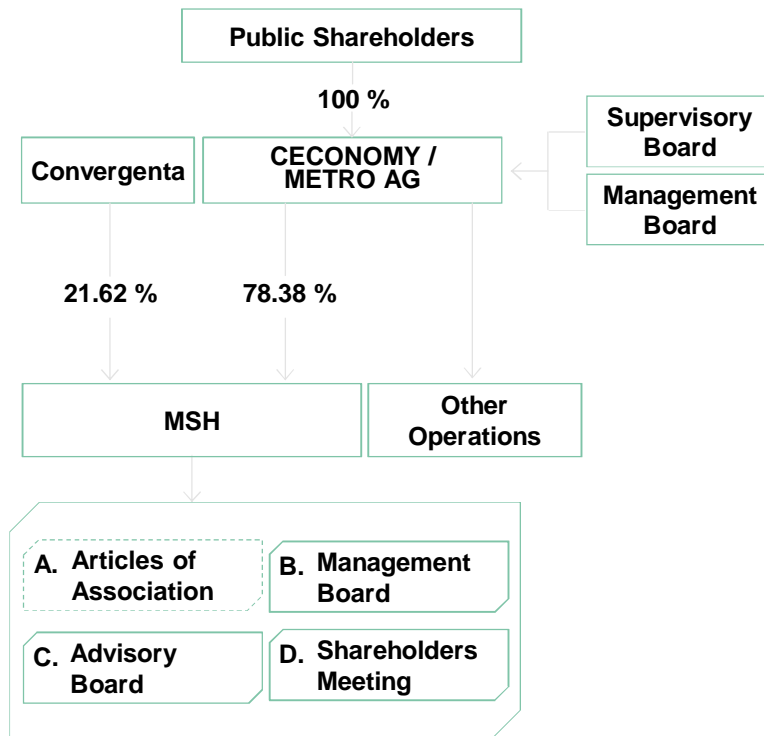 Public Shareholders
100 %
Supervisory
Board
Convergenta
CECONOMY /
METRO AG
Management
Board
21.62 %
78.38 %
MSH
Other
Operations
A. Articles of
Association
B. Management
Board
C. Advisory
Board
D. Shareholders
Meeting